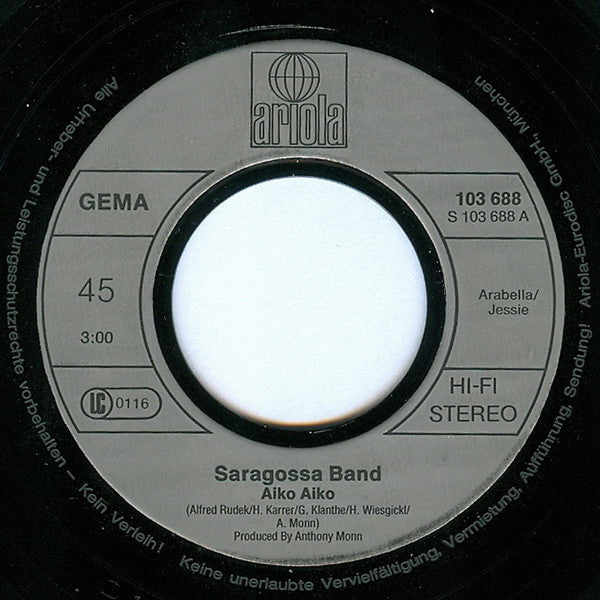 ariola
GEMA
103 688
S 103 688 A
45
3:00
Arabella/
Jessie
LC 0116
HI-FI
STEREO
Saragossa Band
Aiko Aiko
(Alfred Rudek/H. Karrer/G. Klanthe/H. Wiesgickl/
A. Monn)
Produced By Anthony Monn
Alle Urheber- und Leistungsschutzrechte vorbehalten – Kein Verleih! Keine unerlaubte Vervielfältigung, Vermietung, Aufführung, Sendung! Ariola-Eurodisc GmbH, München